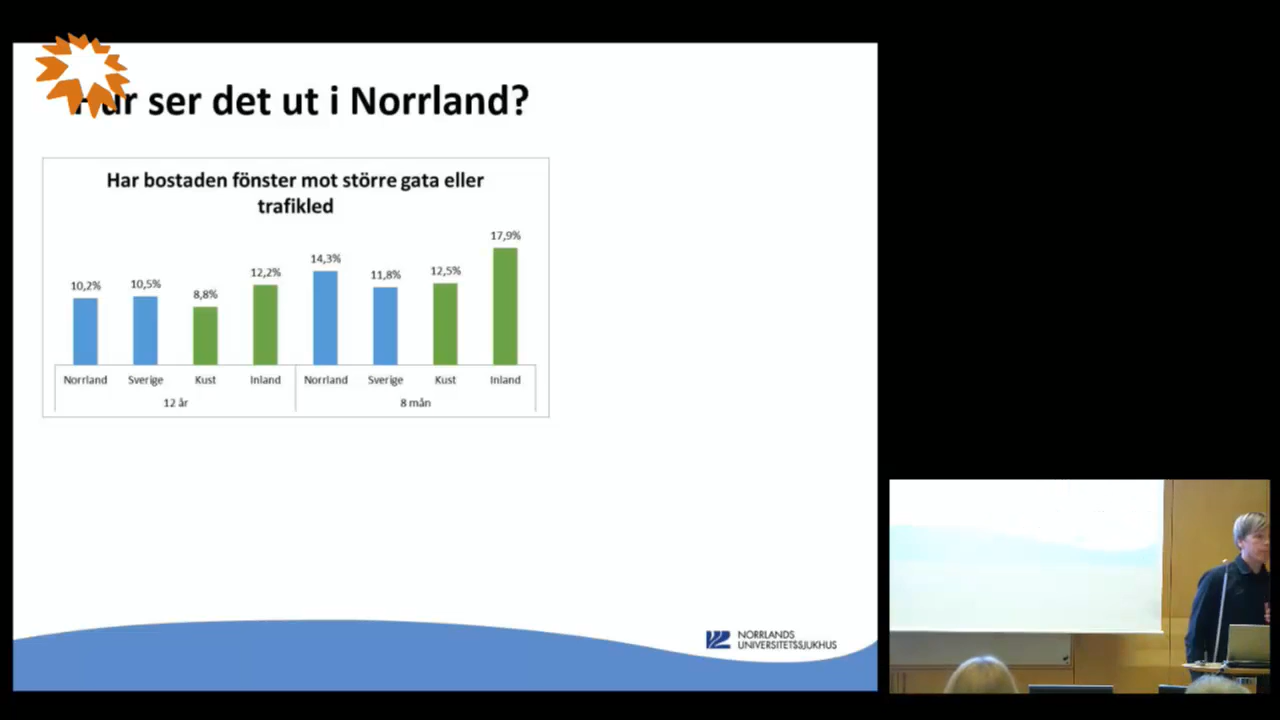 Hur ser det ut i Norrland?
Har bostaden fönster mot större gata eller
trafikled
10,2%
10,5%
8,8%
12,2%
14,3%
11,8%
12,5%
17,9%
Norrland Sverige Kust Inland Norrland Sverige Kust Inland
12 år 8 mån
NORRLANDS
UNIVERSITETSSJUKHUS